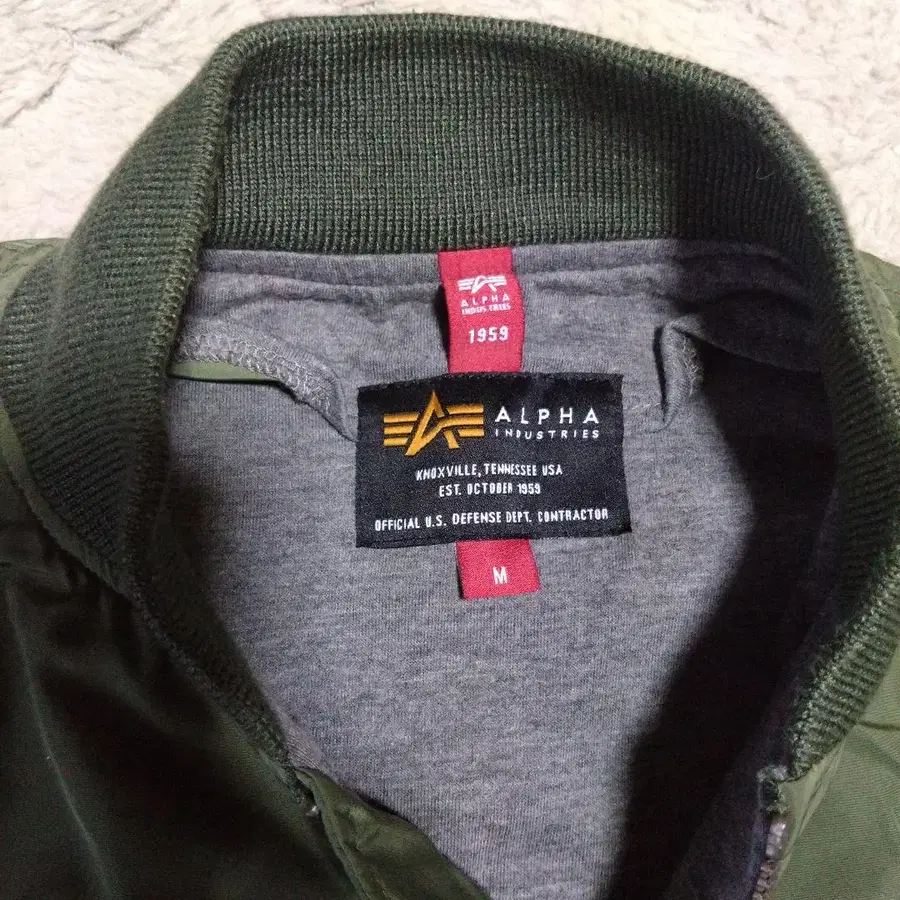 ALPHA
INDUSTRIES
1959
ALPHA
INDUSTRIES
KNOXVILLE, TENNESSEE USA
EST. OCTOBER 1959
OFFICIAL U.S. DEFENSE DEPT. CONTRACTOR
M